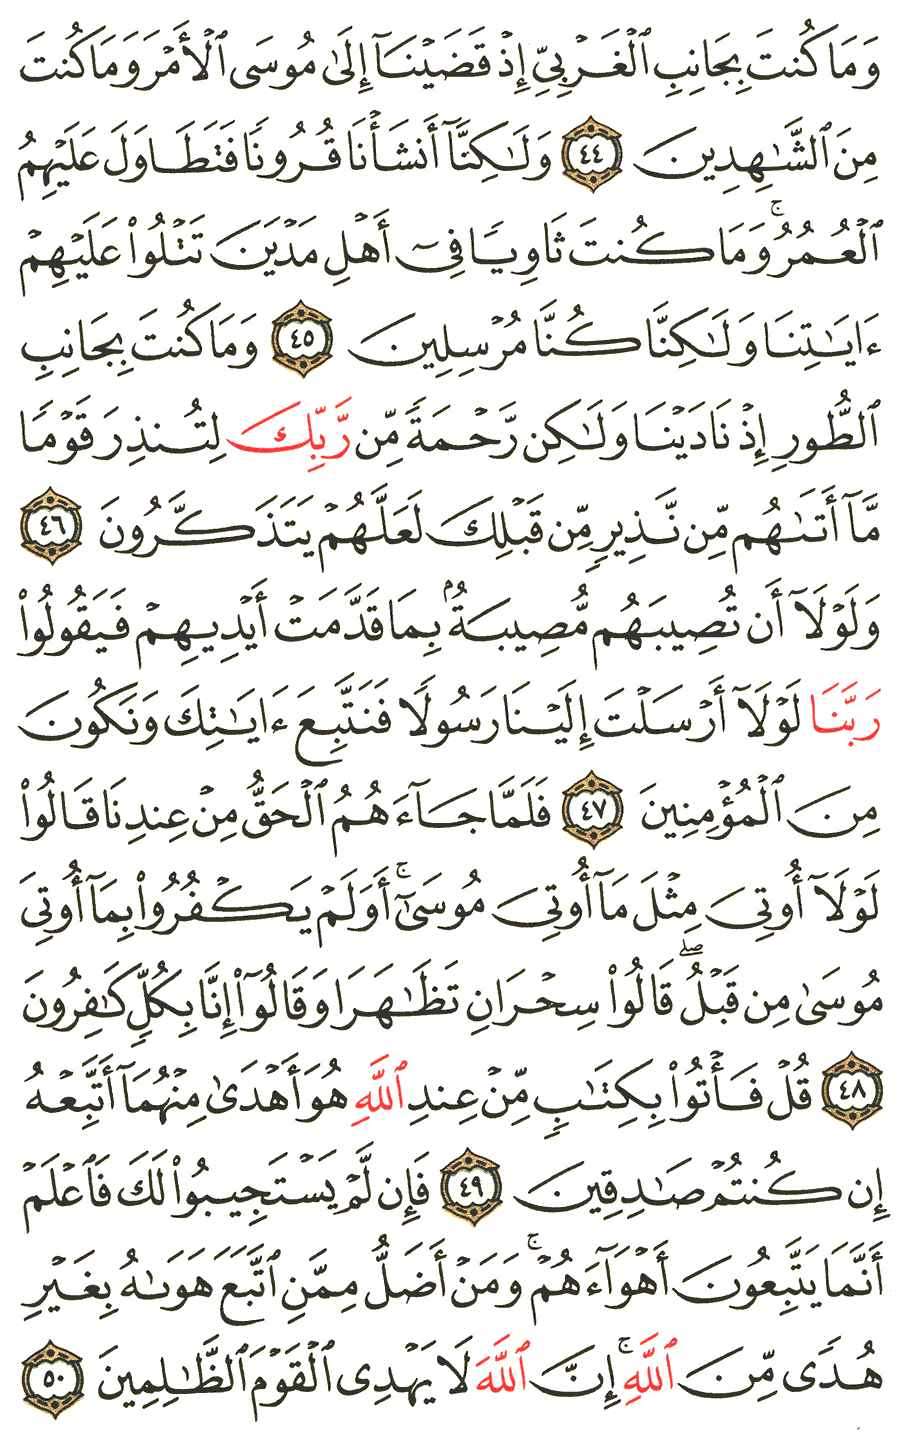 وَمَا كُنتَ بِجَانِبِ ٱلْغَرْبِيِّ إِذْ قَضَيْنَآ إِلَىٰ مُوسَى ٱلْأَمْرَ وَمَا كُنتَ
مِنَ ٱلشَّـٰهِدِينَ ٤٤ وَلَـٰكِنَّآ أَنشَأْنَا قُرُونًا فَتَطَاوَلَ عَلَيْهِمُ
ٱلْعُمُرُ ۚ وَمَا كُنتَ ثَاوِيًا فِىٓ أَهْلِ مَدْيَنَ تَتْلُوا۟ عَلَيْهِمْ
ءَايَـٰتِنَا وَلَـٰكِنَّا كُنَّا مُرْسِلِينَ ٤٥ وَمَا كُنتَ بِجَانِبِ
ٱلطُّورِ إِذْ نَادَيْنَا وَلَـٰكِن رَّحْمَةً مِّن رَّبِّكَ لِتُنذِرَ قَوْمًا
مَّآ أَتَىٰهُم مِّن نَّذِيرٍ مِّن قَبْلِكَ لَعَلَّهُمْ يَتَذَكَّرُونَ ٤٦
وَلَوْلَآ أَن تُصِيبَهُم مُّصِيبَةٌۢ بِمَا قَدَّمَتْ أَيْدِيهِمْ فَيَقُولُوا۟
رَبَّنَا لَوْلَآ أَرْسَلْتَ إِلَيْنَا رَسُولًا فَنَتَّبِعَ ءَايَـٰتِكَ وَنَكُونَ
مِنَ ٱلْمُؤْمِنِينَ ٤٧ فَلَمَّا جَآءَهُمُ ٱلْحَقُّ مِنْ عِندِنَا قَالُوا۟
لَوْلَآ أُوتِىَ مِثْلَ مَآ أُوتِىَ مُوسَىٰٓ ۚ أَوَلَمْ يَكْفُرُوا۟ بِمَآ أُوتِىَ
مُوسَىٰ مِن قَبْلُ ۖ قَالُوا۟ سِحْرَانِ تَظَـٰهَرَا وَقَالُوٓا۟ إِنَّا بِكُلٍّ كَـٰفِرُونَ
٤٨ قُلْ فَأْتُوا۟ بِكِتَـٰبٍ مِّنْ عِندِ ٱللَّهِ هُوَ أَهْدَىٰ مِنْهُمَآ أَتَّبِعْهُ
إِن كُنتُمْ صَـٰدِقِينَ ٤٩ فَإِن لَّمْ يَسْتَجِيبُوا۟ لَكَ فَٱعْلَمْ
أَنَّمَا يَتَّبِعُونَ أَهْوَآءَهُمْ ۚ وَمَنْ أَضَلُّ مِمَّنِ ٱتَّبَعَ هَوَىٰهُ بِغَيْرِ
هُدًى مِّنَ ٱللَّهِ ۚ إِنَّ ٱللَّهَ لَا يَهْدِى ٱلْقَوْمَ ٱلظَّـٰلِمِينَ ٥٠